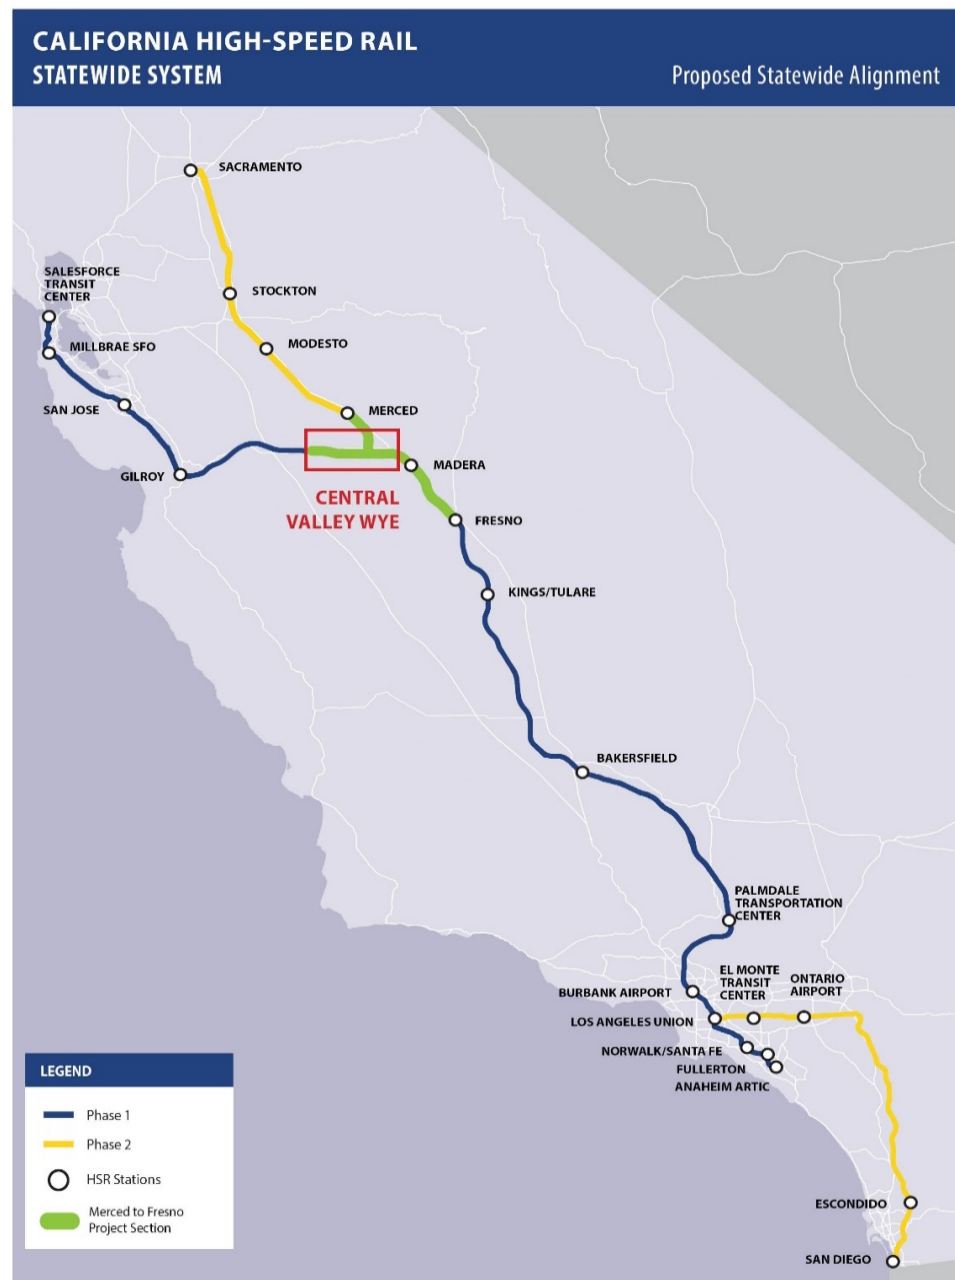 CALIFORNIA HIGH-SPEED RAIL
STATEWIDE SYSTEM
Proposed Statewide Alignment
SACRAMENTO
SALESFORCE
TRANSIT
CENTER
STOCKTON
MILLBRAE SFO
MODESTO
SAN JOSE
MERCED
GILROY
MADERA
CENTRAL
VALLEY WYE
FRESNO
KINGS/TULARE
BAKERSFIELD
PALMDALE
TRANSPORTATION
CENTER
EL MONTE
TRANSIT
CENTER
ONTARIO
AIRPORT
BURBANK AIRPORT
LOS ANGELES UNION
NORWALK/SANTA FE
FULLERTON
ANAHEIM ARTIC
LEGEND
Phase 1
Phase 2
HSR Stations
Merced to Fresno
Project Section
ESCONDIDO
SAN DIEGO